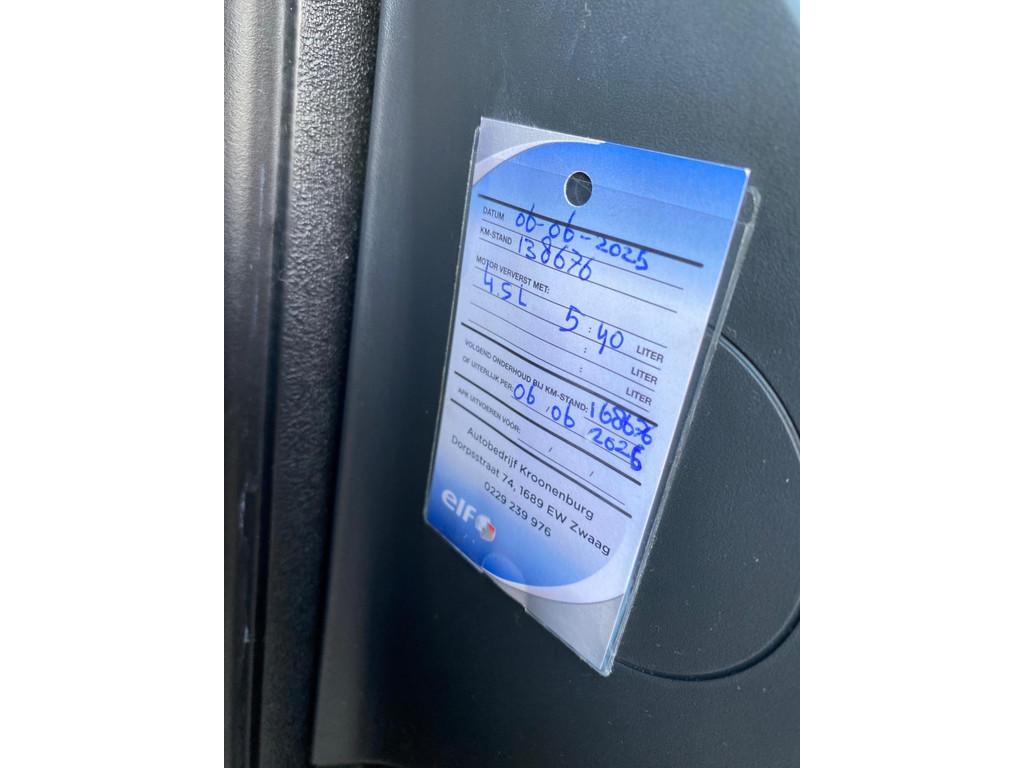 DATUM 06-06-2025
KM-STAND 138676
MOTOR VERVERST MET:
4.5L 5:40 LITER
: LITER
: LITER
VOLGEND ONDERHOUD BIJ KM-STAND: 168676
OF UITERLIJK PER: 06 / 06 / 2026
APK UITVOEREN VOOR: / /
Autobedrijf Kroonenburg
Dorpsstraat 74, 1689 EW Zwaag
0229 239 976
elf